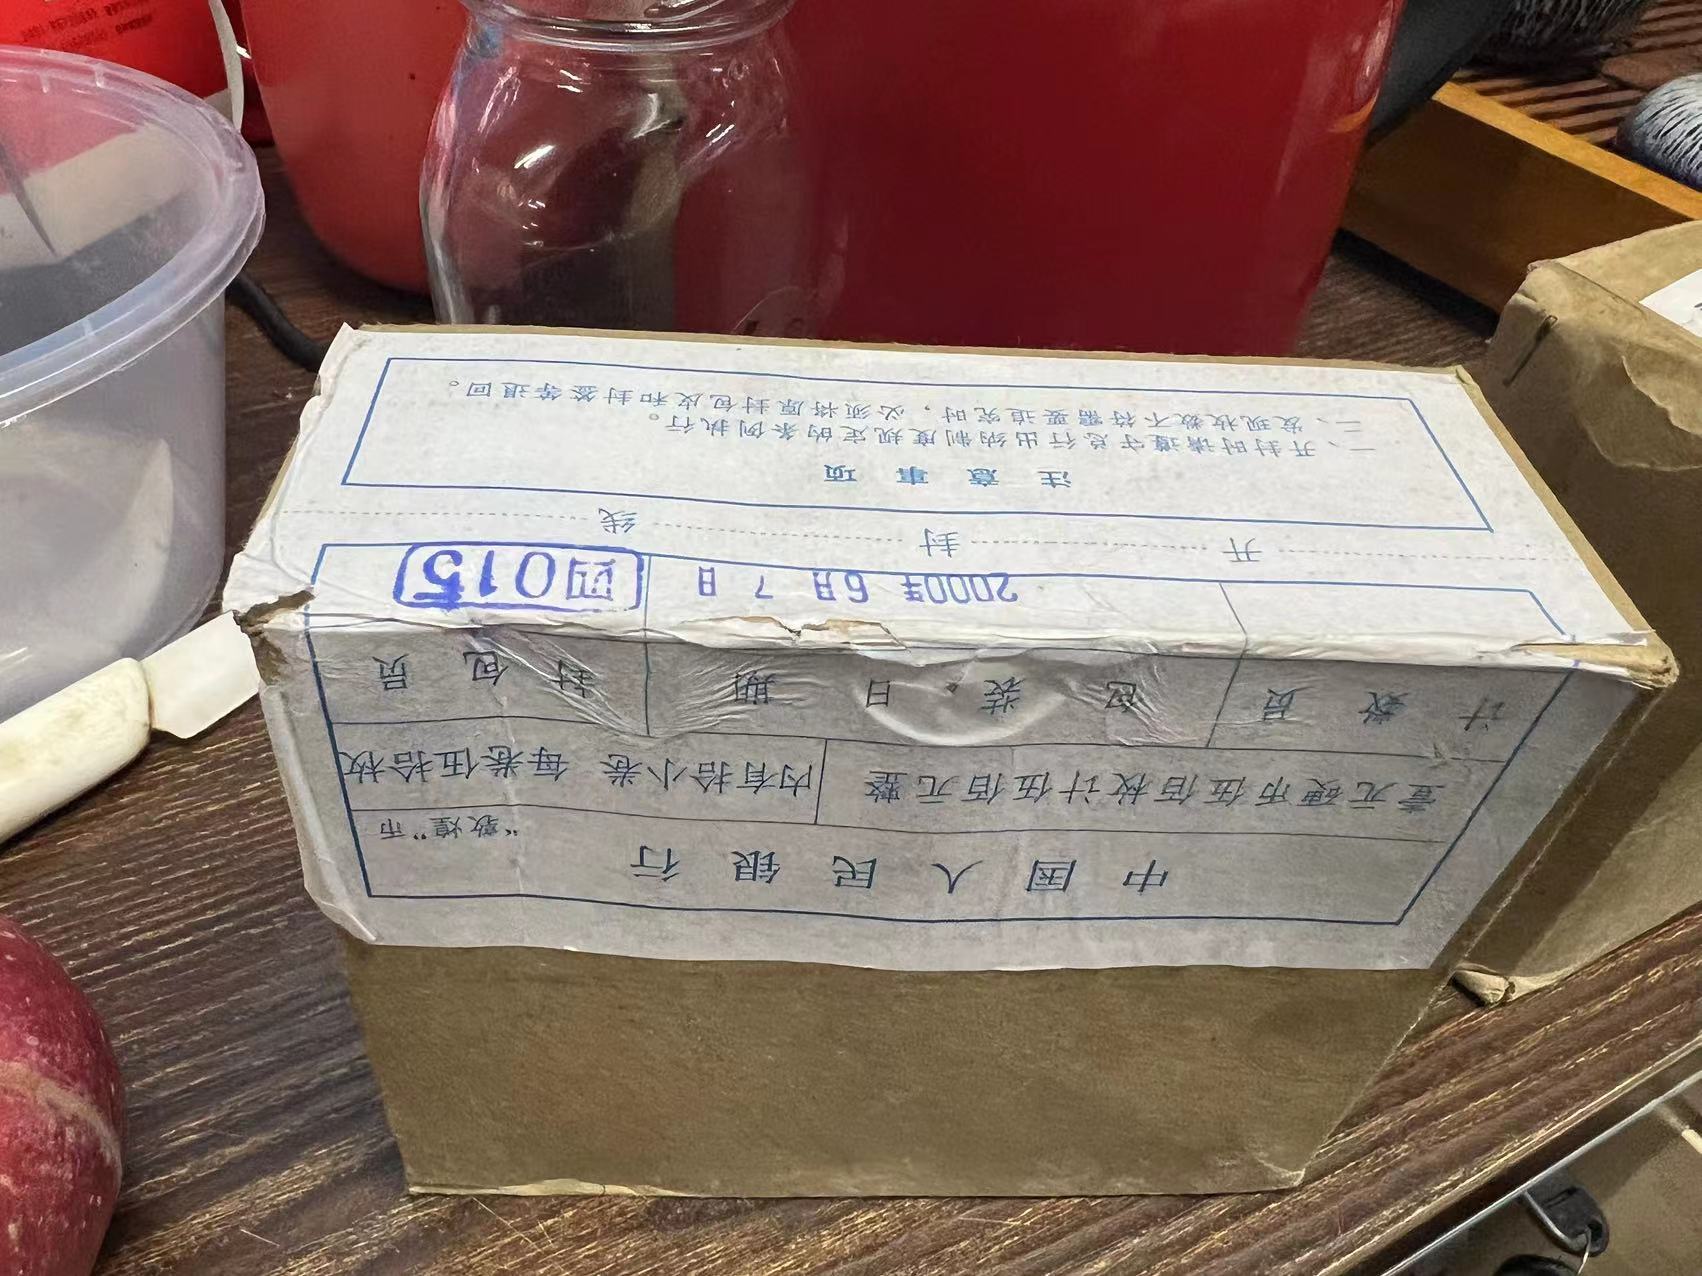 中国人民银行
“敦煌”币
壹元硬币伍佰枚计伍佰元整
内有拾小卷 每卷伍拾枚
计数员
包装日期
封包员
2000年6月7日
四015
开封线
注意事项
一、开封时请遵守总行出纳制度规定的条例执行。
二、发现枚数不符需要追究时，必须将原封包皮和封签等退回。